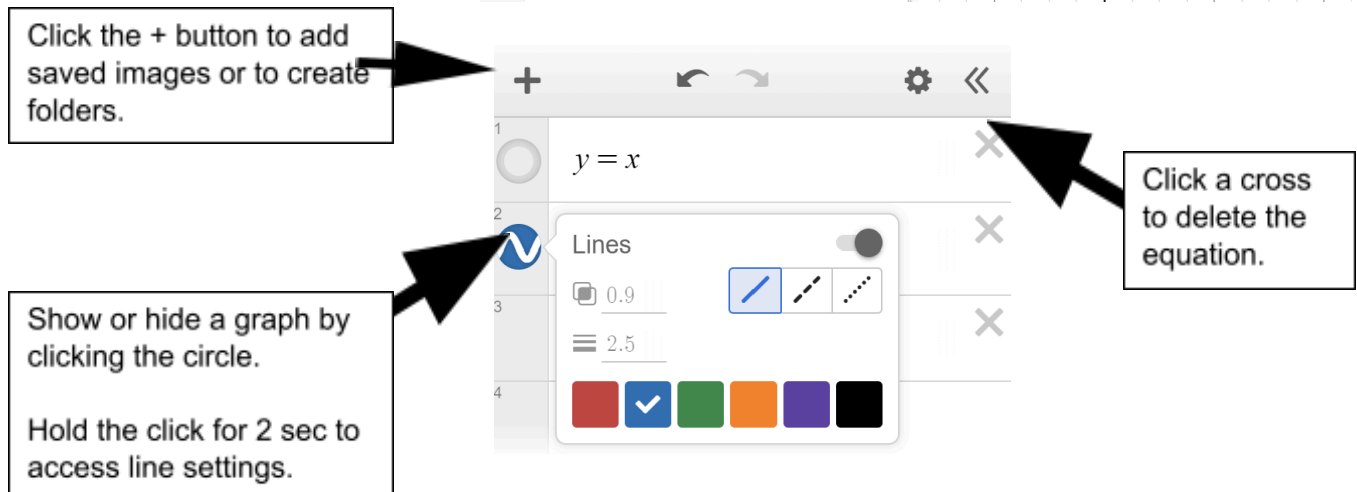 Click the + button to add
saved images or to create
folders.
1
y = x
Click a cross
to delete the
equation.
2
Lines
0.9
2.5
3
4
Show or hide a graph by
clicking the circle.
Hold the click for 2 sec to
access line settings.